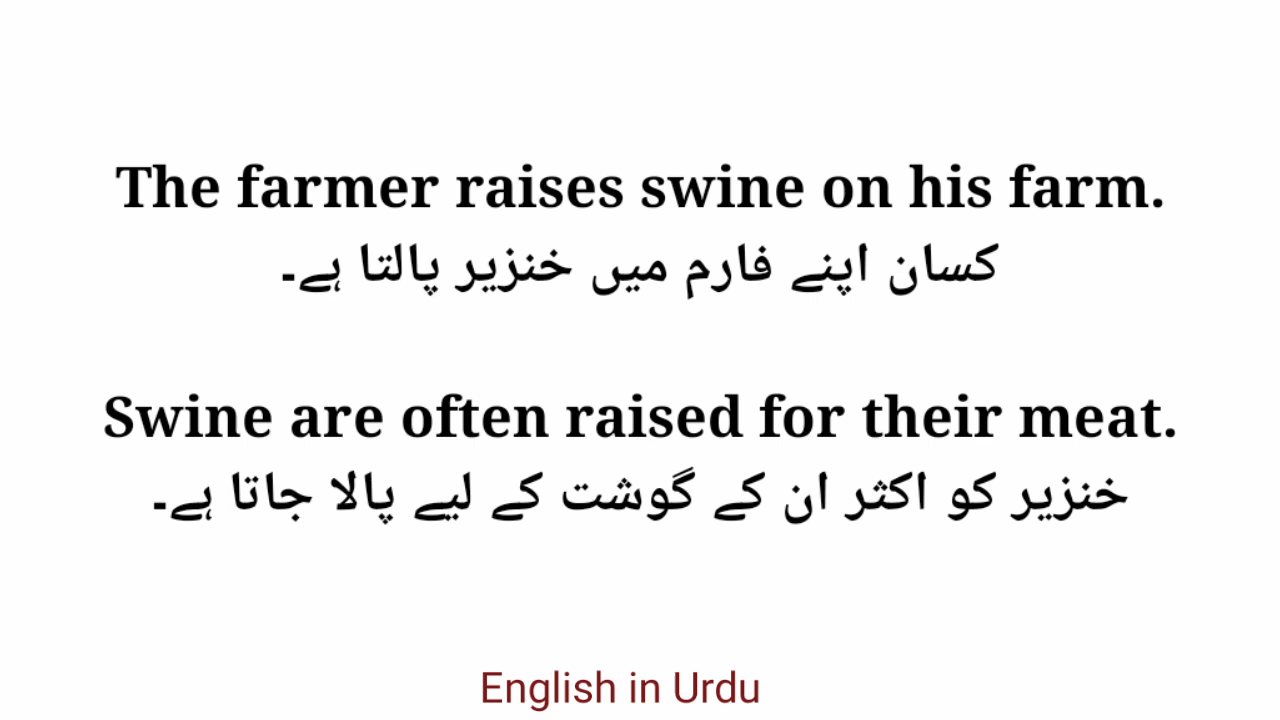 The farmer raises swine on his farm.
کسان اپنے فارم میں خنزیر پالتا ہے۔
Swine are often raised for their meat.
خنزیر کو اکثر ان کے گوشت کے لیے پالا جاتا ہے۔
English in Urdu